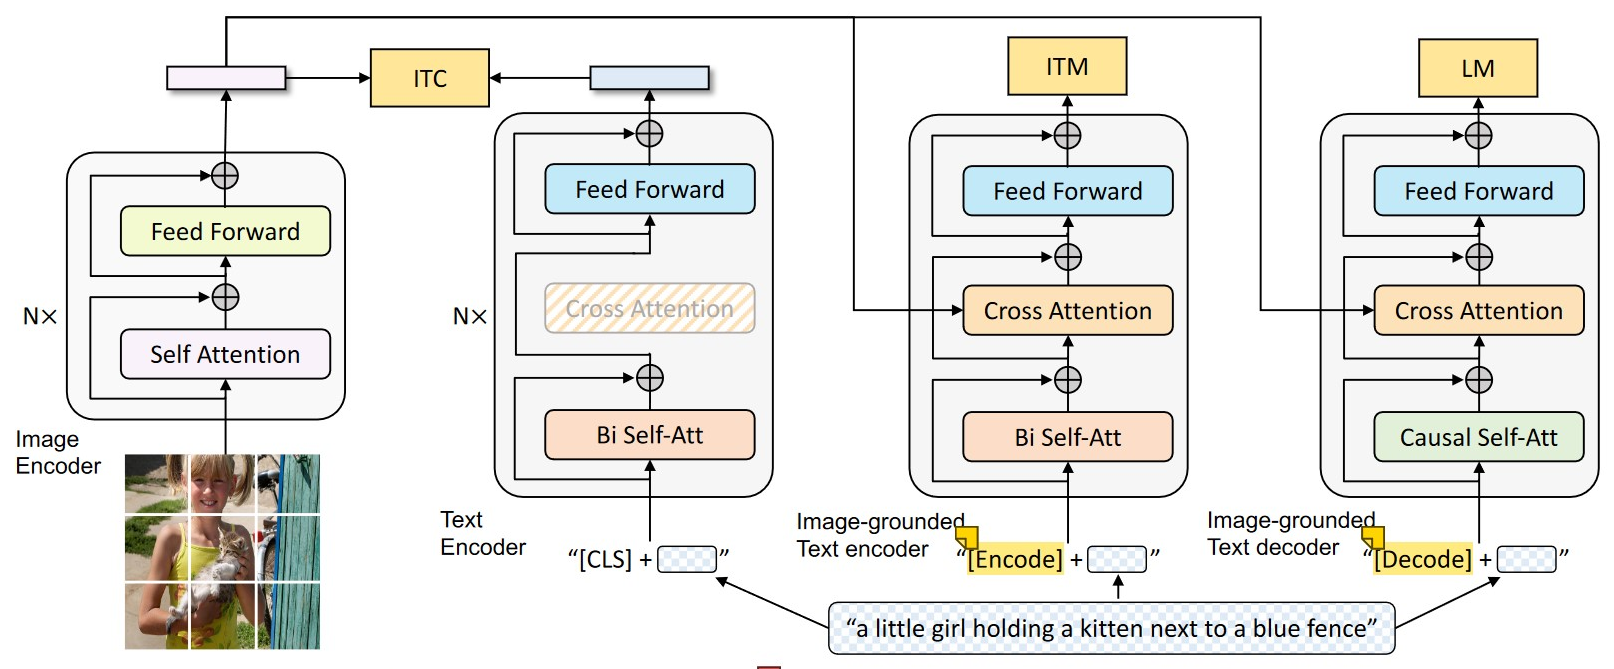 ITC
ITM
LM
Feed Forward
Self Attention
N×
Image
Encoder
Feed Forward
Cross Attention
N×
Bi Self-Att
Text
Encoder
“[CLS] + ”
Feed Forward
Cross Attention
Bi Self-Att
Image-grounded
Text encoder
“[Encode] + ”
Feed Forward
Cross Attention
Causal Self-Att
Image-grounded
Text decoder
“[Decode] + ”
“a little girl holding a kitten next to a blue fence”